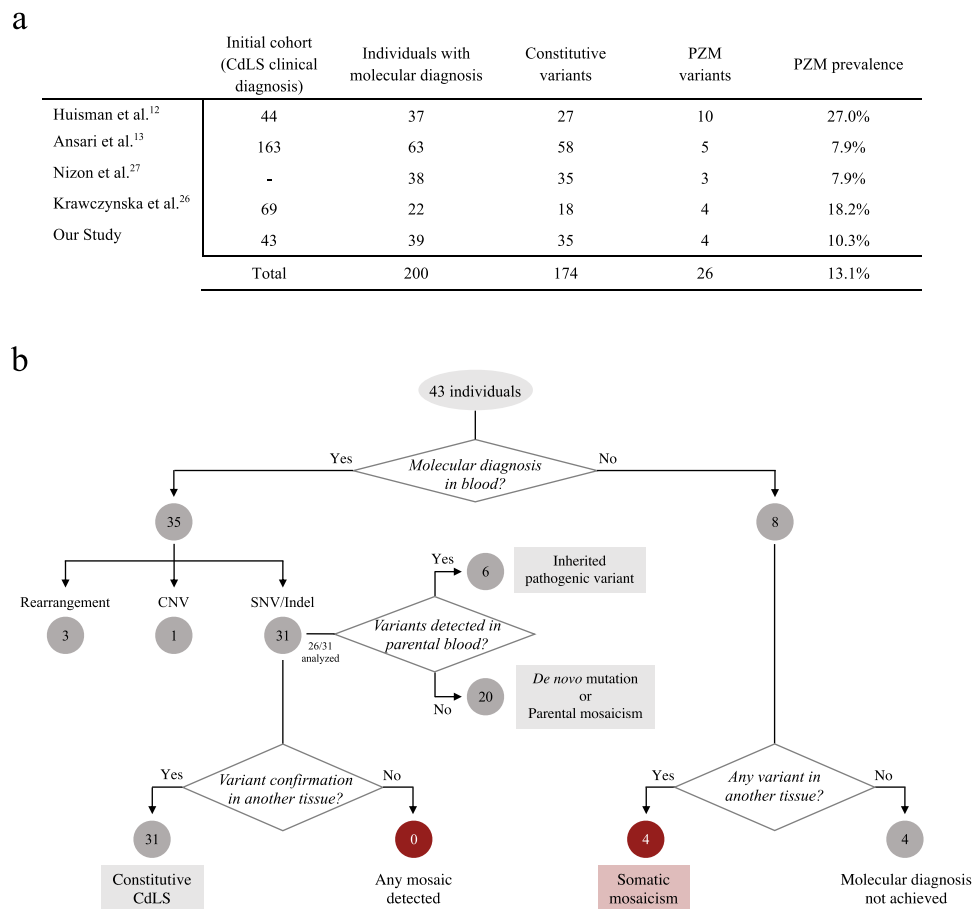 a
Initial cohort
(CdLS clinical
diagnosis)
Individuals with
molecular diagnosis
Constitutive
variants
PZM
variants
PZM prevalence
Huisman et al.12 44 37 27 10 27.0%
Ansari et al.13 163 63 58 5 7.9%
Nizon et al.27 - 38 35 3 7.9%
Krawczynska et al.26 69 22 18 4 18.2%
Our Study 43 39 35 4 10.3%
Total 200 174 26 13.1%
b
43 individuals
Yes
Molecular diagnosis
in blood?
No
35
8
Rearrangement CNV SNV/Indel
3 1 31
26/31
analyzed
Yes
6
Inherited
pathogenic variant
Variants detected in
parental blood?
No
20
De novo mutation
or
Parental mosaicism
Yes
Variant confirmation
in another tissue?
No
Yes
Any variant in
another tissue?
No
31
0
4
4
Constitutive
CdLS
Any mosaic
detected
Somatic
mosaicism
Molecular diagnosis
not achieved